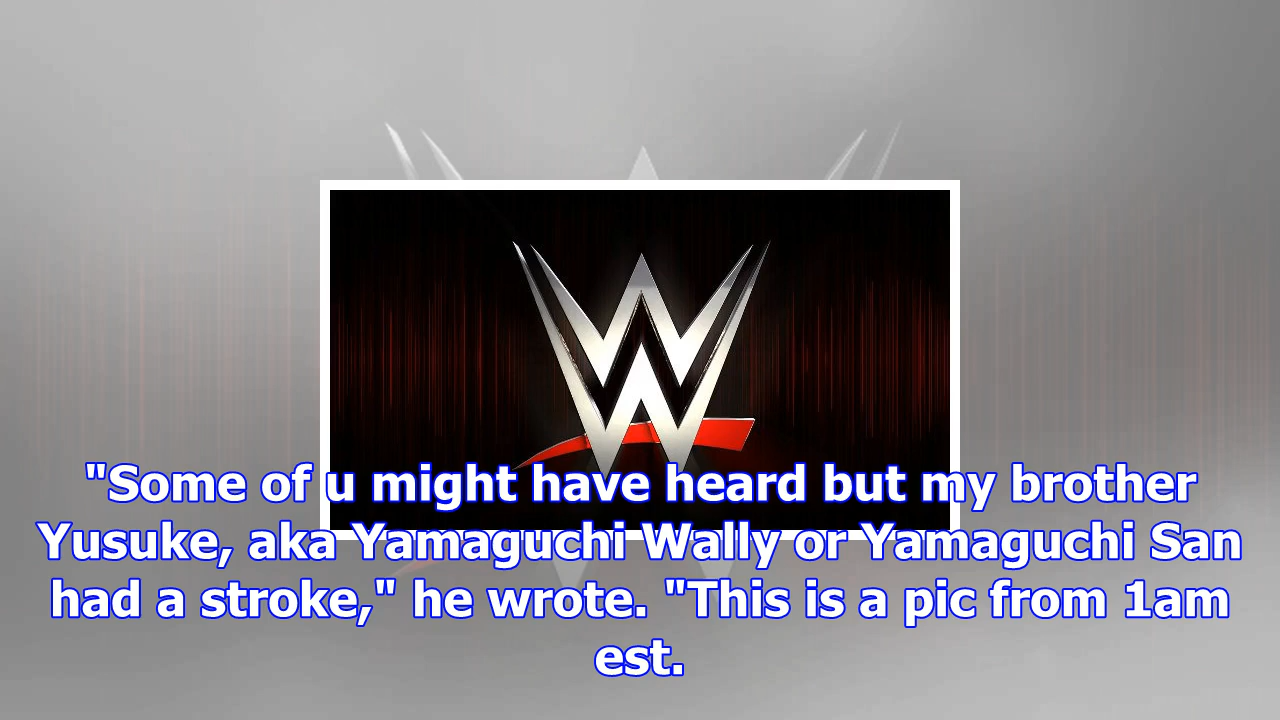 "Some of u might have heard but my brother
Yusuke, aka Yamaguchi Wally or Yamaguchi San
had a stroke," he wrote. "This is a pic from 1am
est.